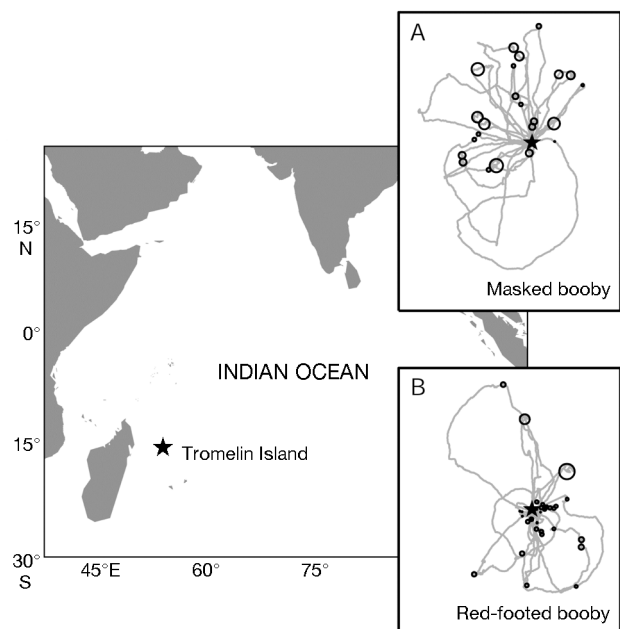 A
Masked booby
15°
N
0°
INDIAN OCEAN
B
15°
Tromelin Island
30°
S
45°E
60°
75°
Red-footed booby